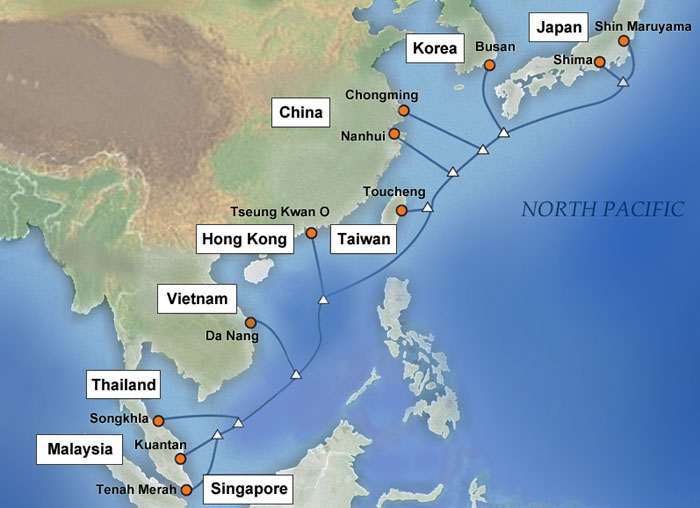 Japan
Shin Maruyama
Korea
Busan
Shima
Chongming
China
Nanhui
Toucheng
Tseung Kwan O
NORTH PACIFIC
Hong Kong
Taiwan
Vietnam
Da Nang
Thailand
Songkhla
Kuantan
Malaysia
Tenah Merah
Singapore